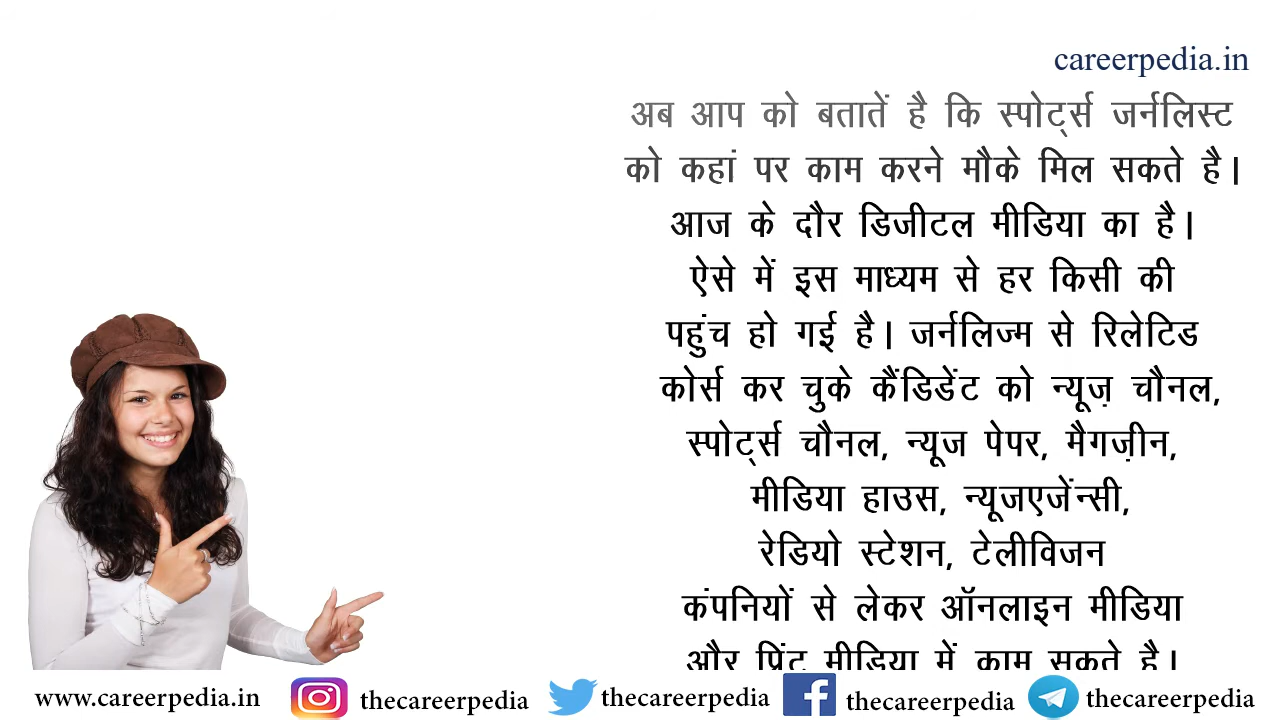 careerpedia.in
अब आप को बतातें है कि स्पोट्र्स जर्नलिस्ट
को कहां पर काम करने मौके मिल सकते है।
आज के दौर डिजीटल मीडिया का है।
ऐसे में इस माध्यम से हर किसी की
पहुंच हो गई है। जर्नलिज्म से रिलेटिड
कोर्स कर चुके कैंडिडेंट को न्यूज़ चौनल,
स्पोट्र्स चौनल, न्यूज पेपर, मैगज़ीन,
मीडिया हाउस, न्यूजएजेंन्सी,
रेडियो स्टेशन, टेलीविजन
कंपनियों से लेकर ऑनलाइन मीडिया
और प्रिंट मीडिया में काम सकते है।
www.careerpedia.in thecareerpedia thecareerpedia thecareerpedia thecareerpedia